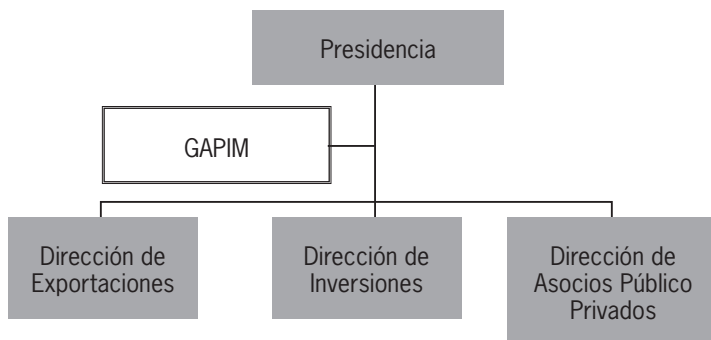 Presidencia
GAPIM
Dirección de
Exportaciones
Dirección de
Inversiones
Dirección de
Asocios Público
Privados